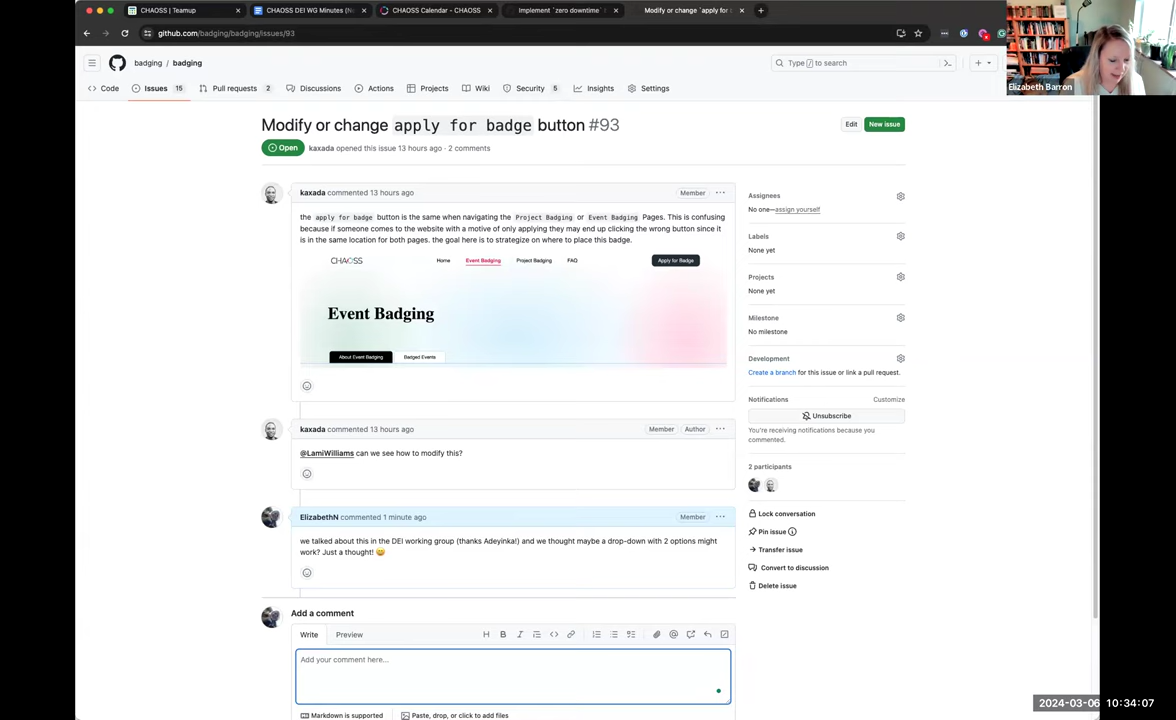 CHAOSS | Teamup
CHAOSS DEI WG Minutes (N
CHAOSS Calendar - CHAOSS
Implement `zero downtime`
Modify or change `apply for
github.com/badging/badging/issues/93
Elizabeth Barron
badging / badging
Type / to search
Code
Issues 15
Pull requests 2
Discussions
Actions
Projects
Wiki
Security 5
Insights
Settings
Modify or change apply for badge button #93
Edit
New issue
Open
kaxada opened this issue 13 hours ago · 2 comments
kaxada commented 13 hours ago
Member
the apply for badge button is the same when navigating the Project Badging or Event Badging Pages. This is confusing
because if someone comes to the website with a motive of only applying they may end up clicking the wrong button since it
is in the same location for both pages. the goal here is to strategize on where to place this badge.
CHAOSS
Home
Event Badging
Project Badging
FAQ
Apply for Badge
Event Badging
About Event Badging
Badged Events
kaxada commented 13 hours ago
Member
Author
@LamiWilliams can we see how to modify this?
ElizabethN commented 1 minute ago
Member
we talked about this in the DEI working group (thanks Adeyinka!) and we thought maybe a drop-down with 2 options might
work? Just a thought! 😄
Add a comment
Write
Preview
Add your comment here...
Markdown is supported
Paste, drop, or click to add files
Assignees
No one—assign yourself
Labels
None yet
Projects
None yet
Milestone
No milestone
Development
Create a branch for this issue or link a pull request.
Notifications
Customize
Unsubscribe
You're receiving notifications because you
commented.
2 participants
Lock conversation
Pin issue
Transfer issue
Convert to discussion
Delete issue
2024-03-06 10:34:07